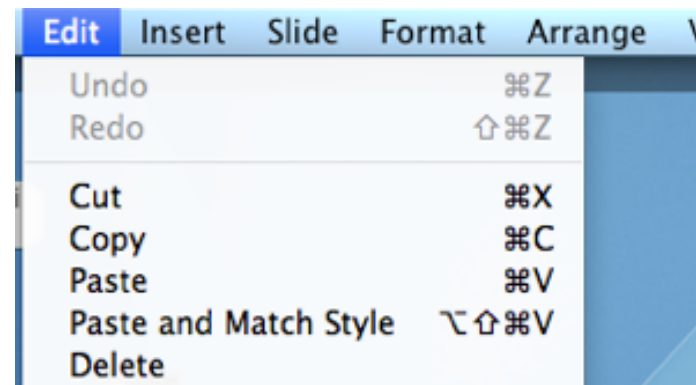 Edit Insert Slide Format Arrange
Undo ⌘Z
Redo ⇧⌘Z
Cut ⌘X
Copy ⌘C
Paste ⌘V
Paste and Match Style ⌥⇧⌘V
Delete